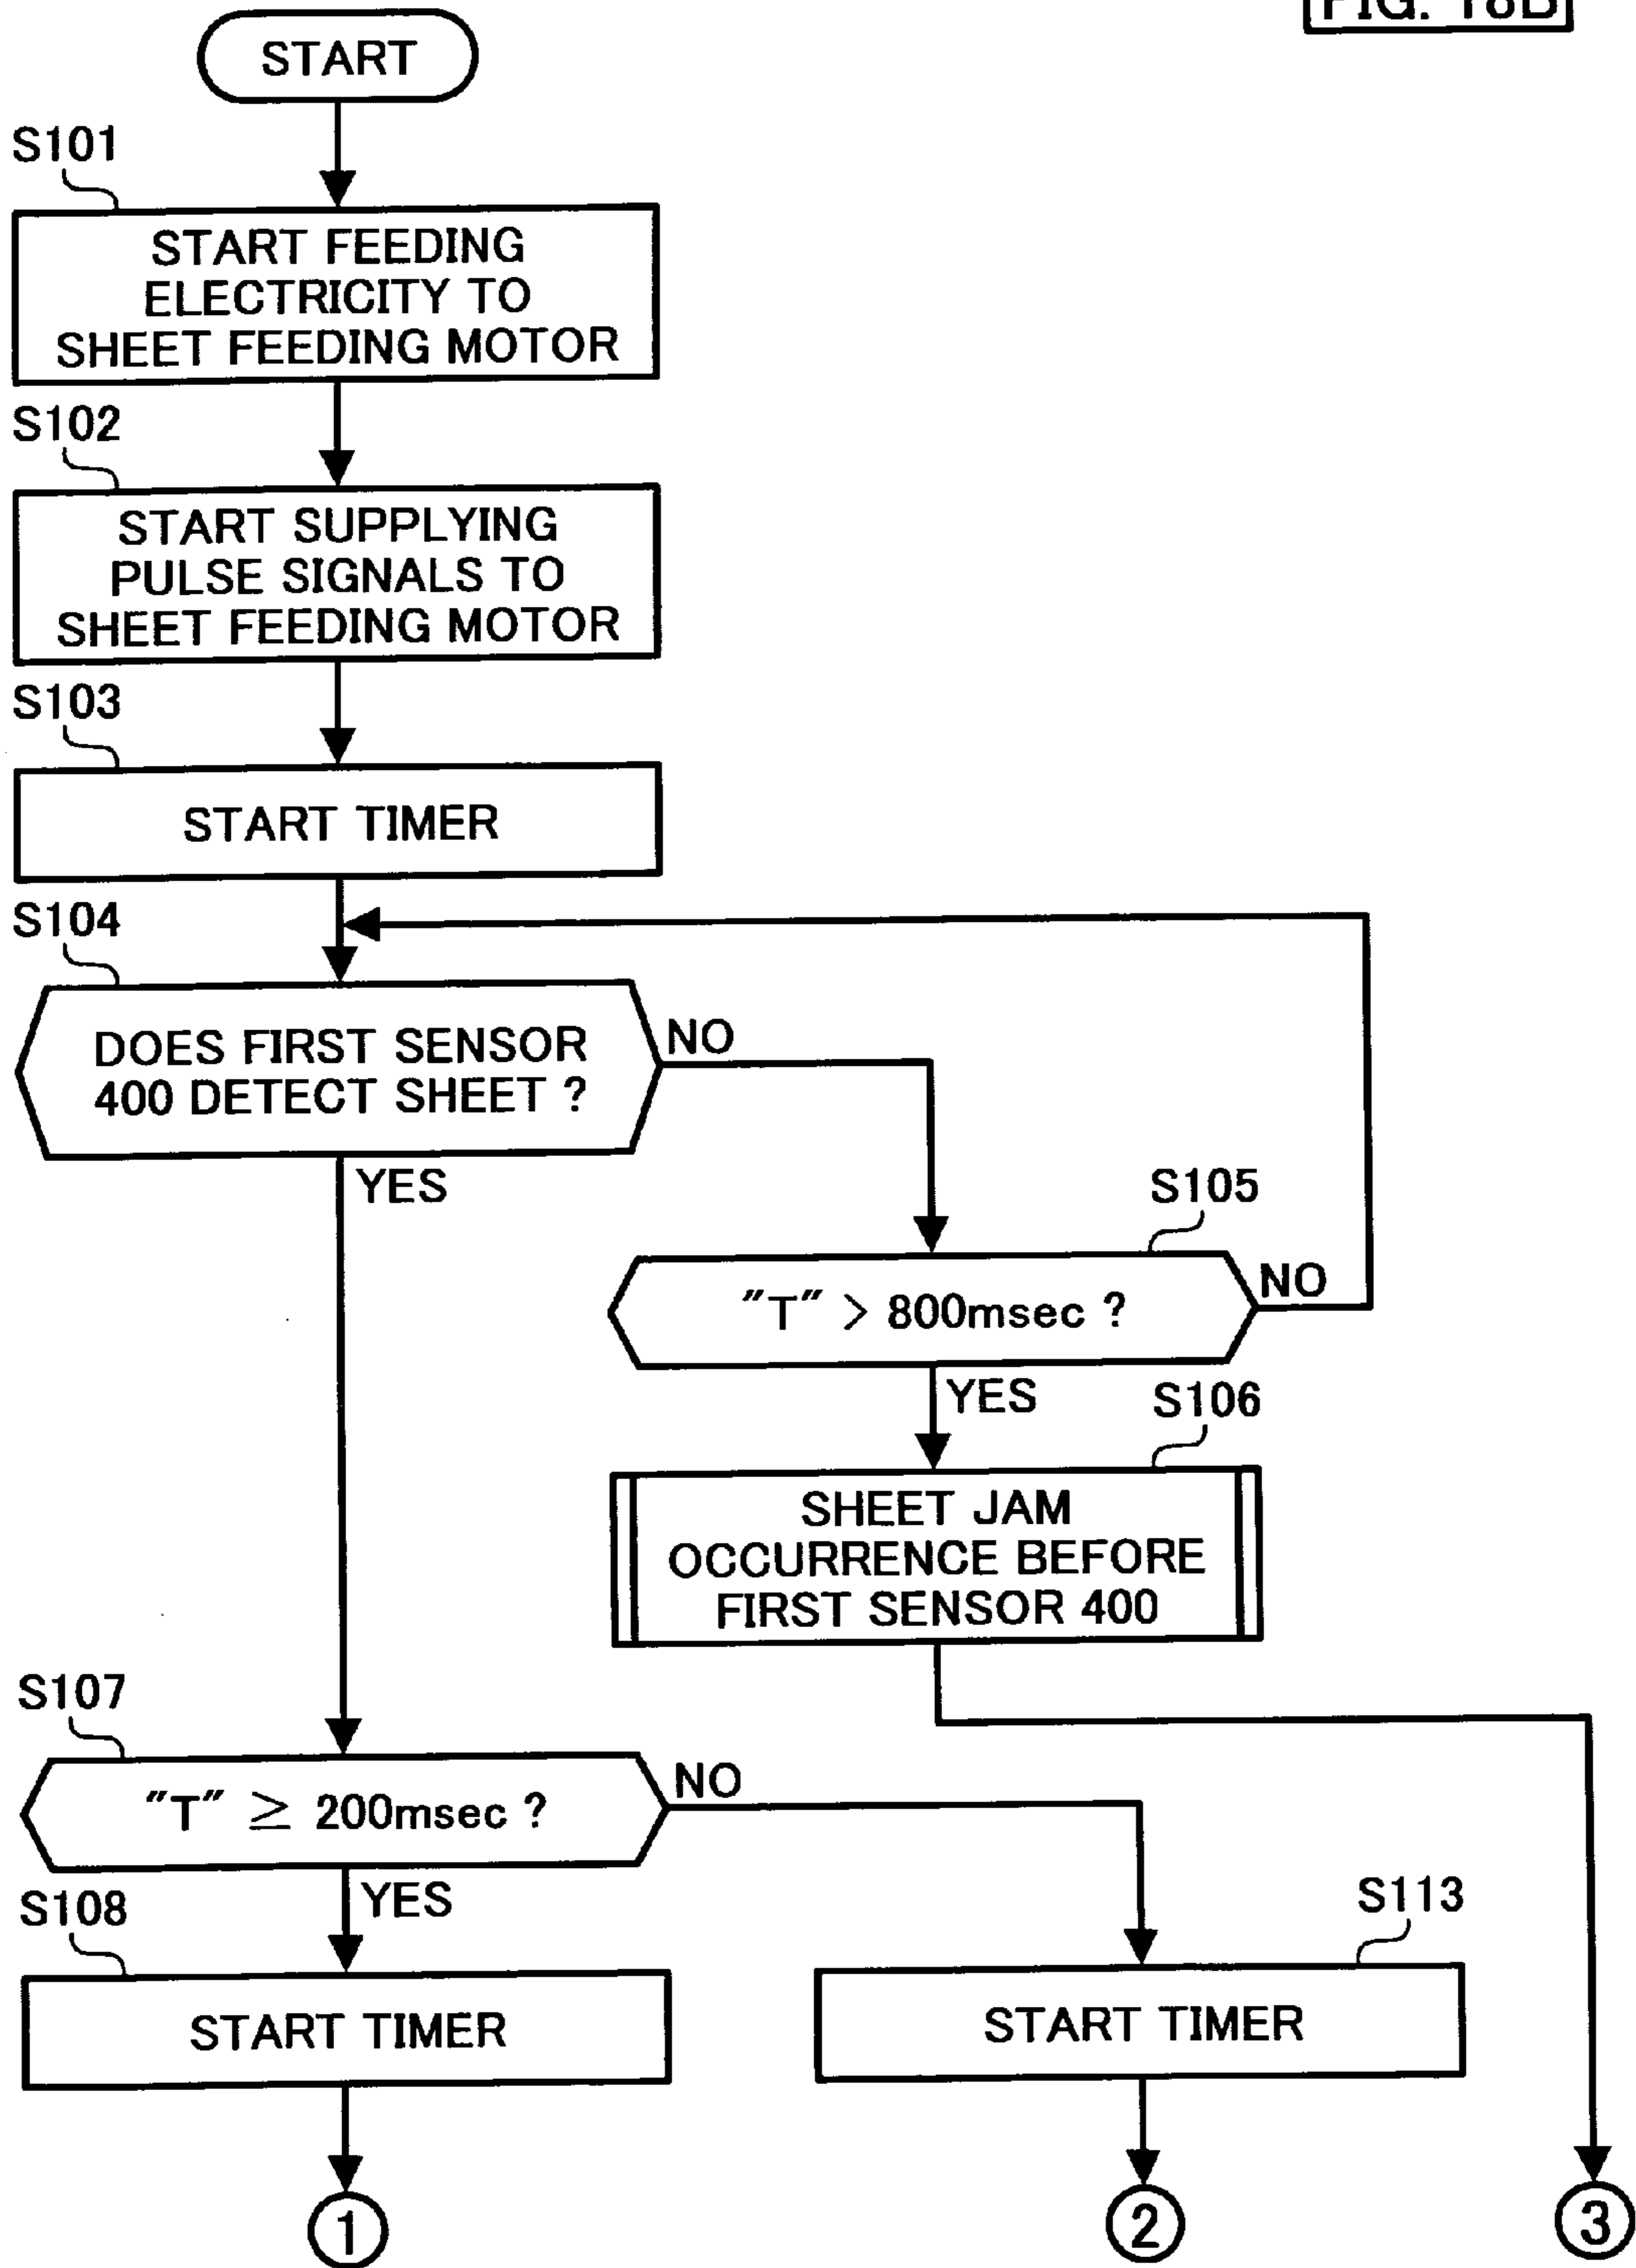 FIG. 18B
START
S101
START FEEDING
ELECTRICITY TO
SHEET FEEDING MOTOR
S102
START SUPPLYING
PULSE SIGNALS TO
SHEET FEEDING MOTOR
S103
START TIMER
S104
DOES FIRST SENSOR
400 DETECT SHEET ?
NO
YES
S105
"T" > 800msec ?
NO
YES
S106
SHEET JAM
OCCURRENCE BEFORE
FIRST SENSOR 400
S107
"T" ≥ 200msec ?
NO
YES
S108
START TIMER
S113
START TIMER
1
2
3